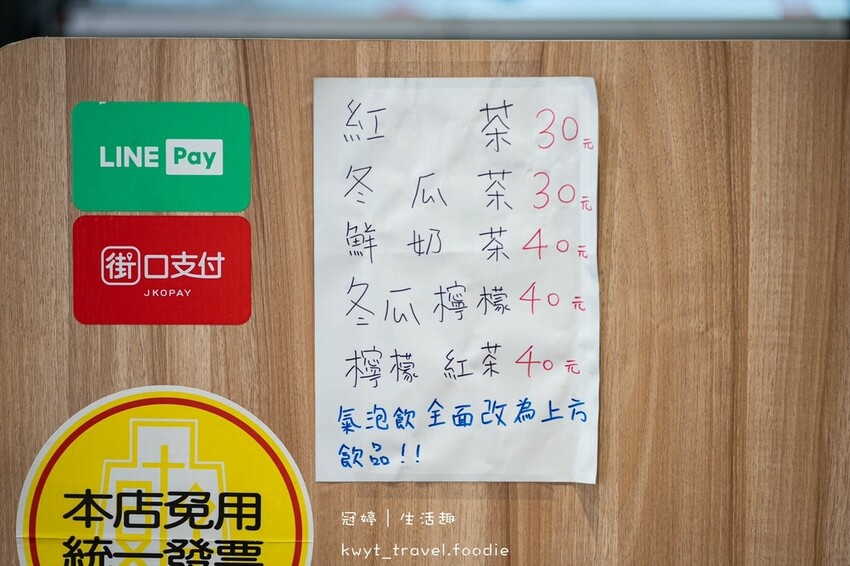 LINE Pay
街口支付
JKOPAY
紅茶 30元
冬瓜茶 30元
鮮奶茶 40元
冬瓜檸檬 40元
檸檬紅茶 40元
氣泡飲全面改為上方
飲品!!
本店免用
統一發票
冠婷｜生活趣
kwyt_travel.foodie